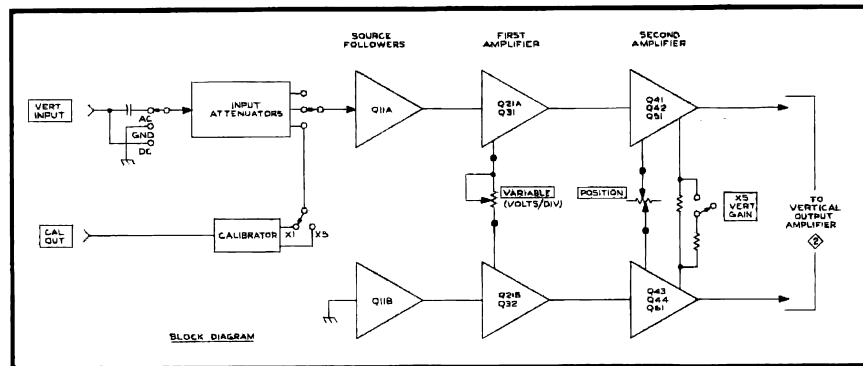 SOURCE
FOLLOWERS
FIRST
AMPLIFIER
SECOND
AMPLIFIER
VERT
INPUT
AC
GND
DC
INPUT
ATTENUATORS
Q11A
Q21A
Q31
Q41
Q42
Q51
VARIABLE
(VOLTS/DIV)
POSITION
X5
VERT
GAIN
TO
VERTICAL
OUTPUT
AMPLIFIER
2
CAL
OUT
CALIBRATOR
X1
X5
Q11B
Q21B
Q32
Q43
Q44
Q61
BLOCK DIAGRAM